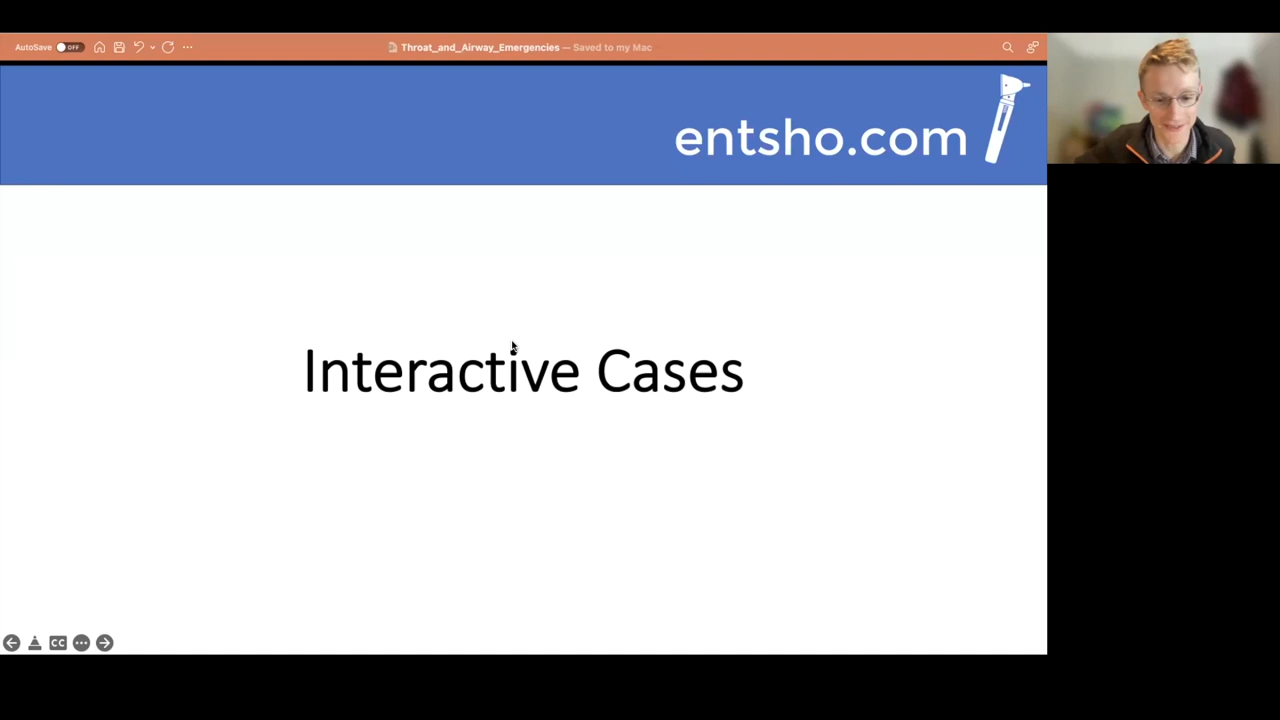 AutoSave OFF
Throat_and_Airway_Emergencies — Saved to my Mac
entsho.com
Interactive Cases
CC